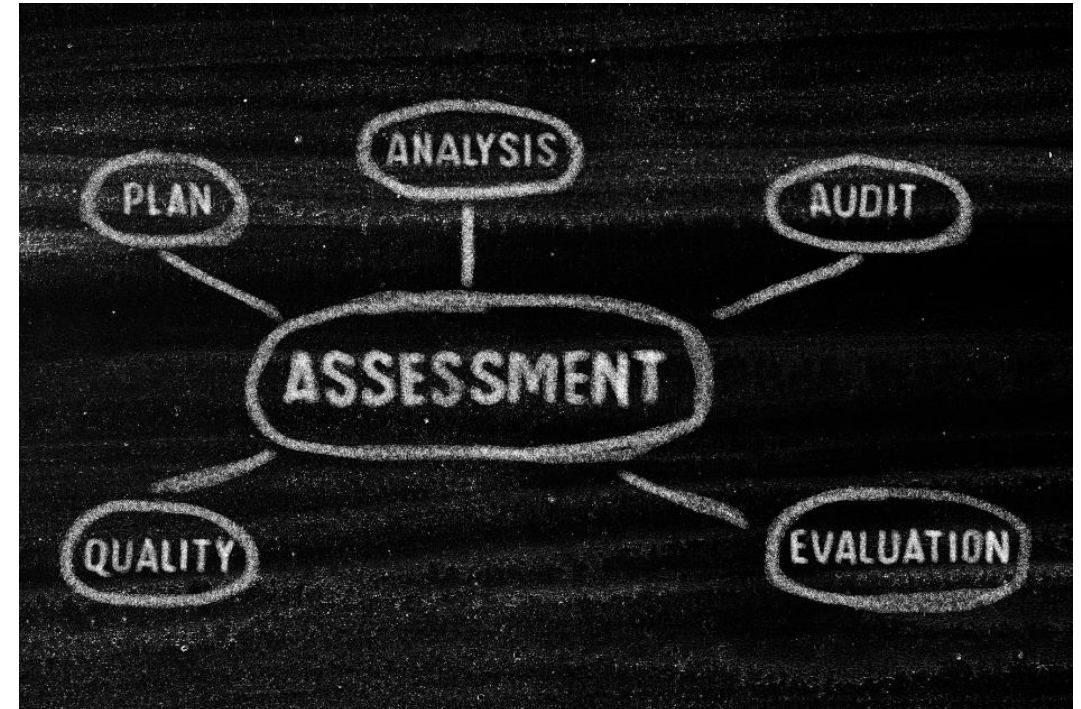 ANALYSIS
PLAN
AUDIT
ASSESSMENT
QUALITY
EVALUATION